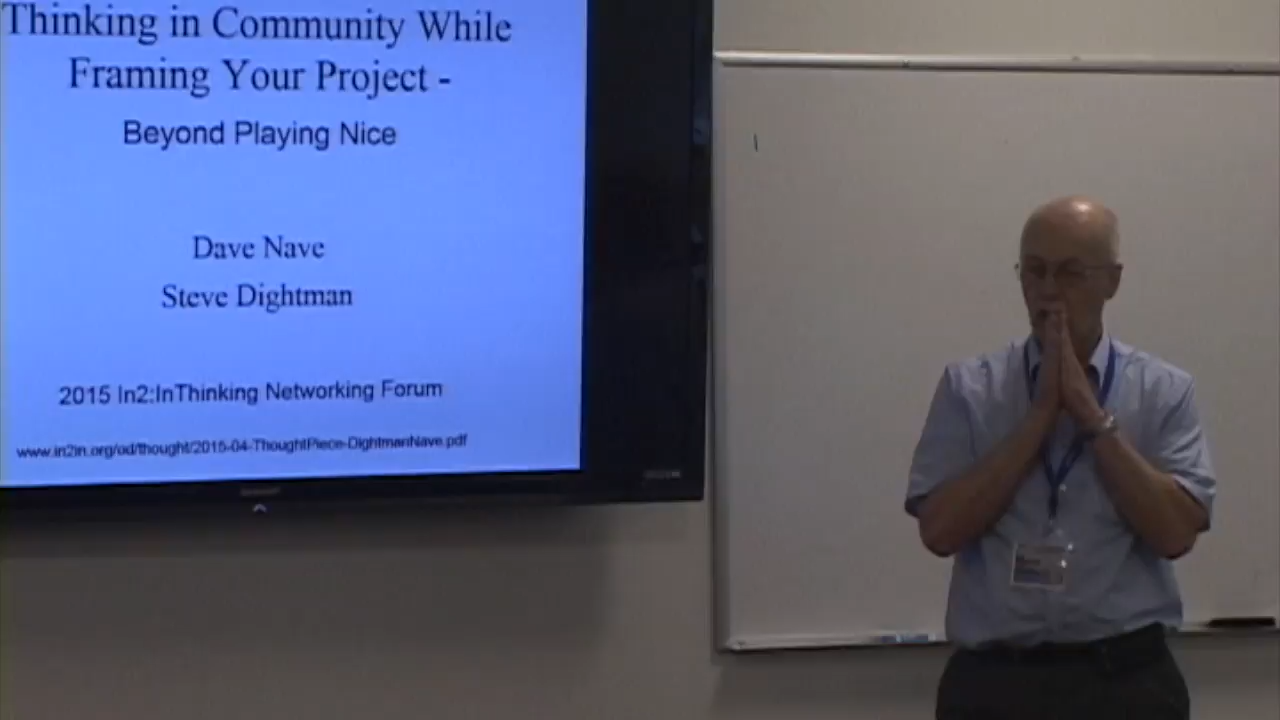 Thinking in Community While
Framing Your Project -
Beyond Playing Nice
Dave Nave
Steve Dightman
2015 In2:InThinking Networking Forum
www.in2in.org/od/thought/2015-04-ThoughtPiece-DightmanNave.pdf